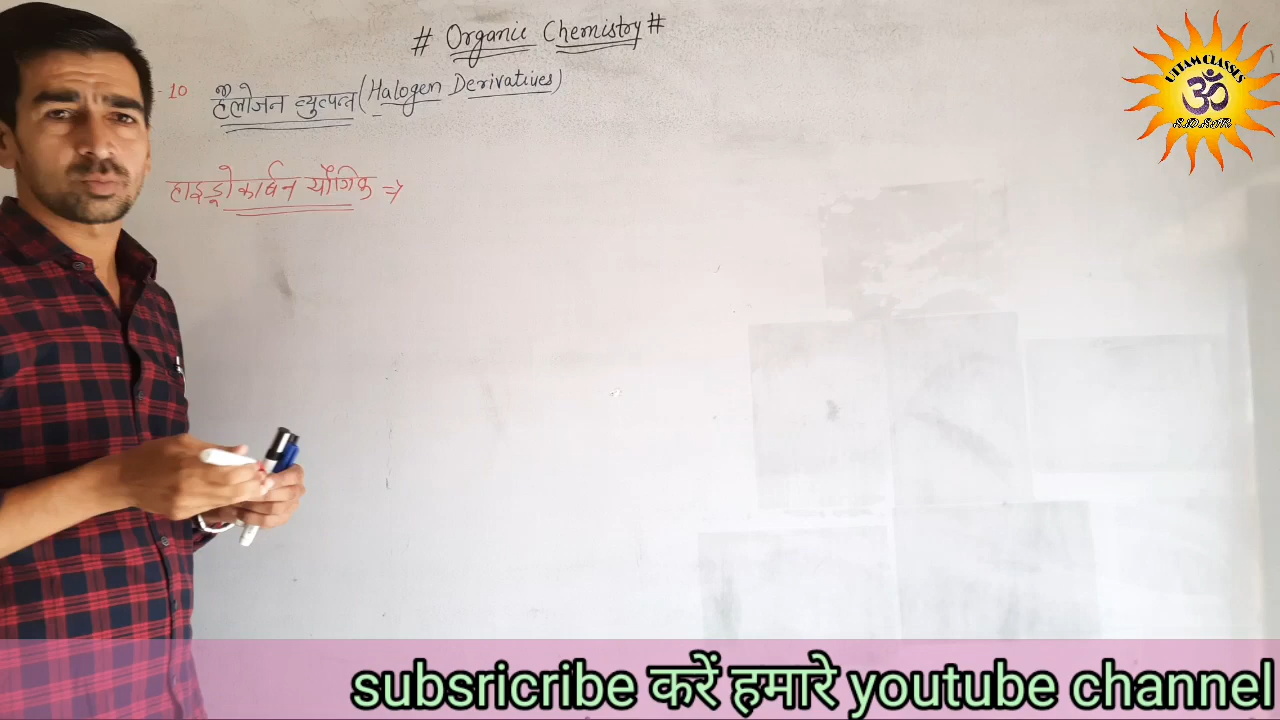 # Organic Chemistry #
- 10 हैलोजन व्युत्पन्न (Halogen Derivatives)
हाइड्रोकार्बन यौगिक ⇒
UTTAM CLASSES
ॐ
subsricribe करें हमारे youtube channel